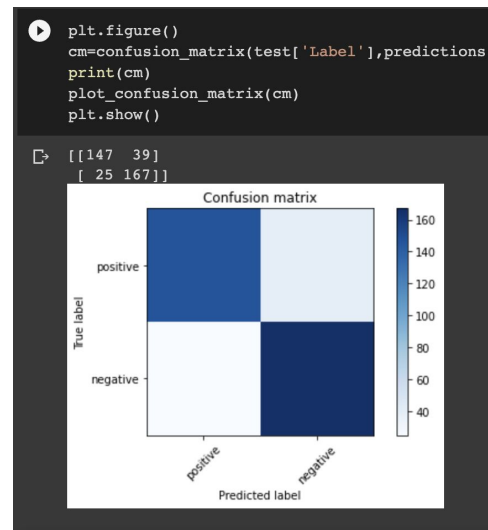 plt.figure()
cm=confusion_matrix(test['Label'],predictions
print(cm)
plot_confusion_matrix(cm)
plt.show()
[[147 39]
[ 25 167]]
Confusion matrix
True label
positive
negative
positive
negative
Predicted label
160
140
120
100
80
60
40